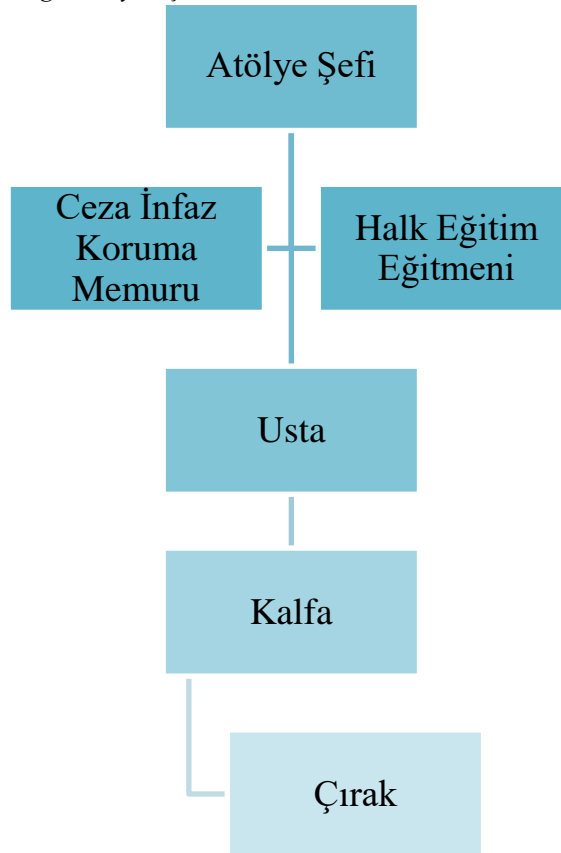 Atölye Şefi
Ceza İnfaz
Koruma
Memuru
Halk Eğitim
Eğitmeni
Usta
Kalfa
Çırak